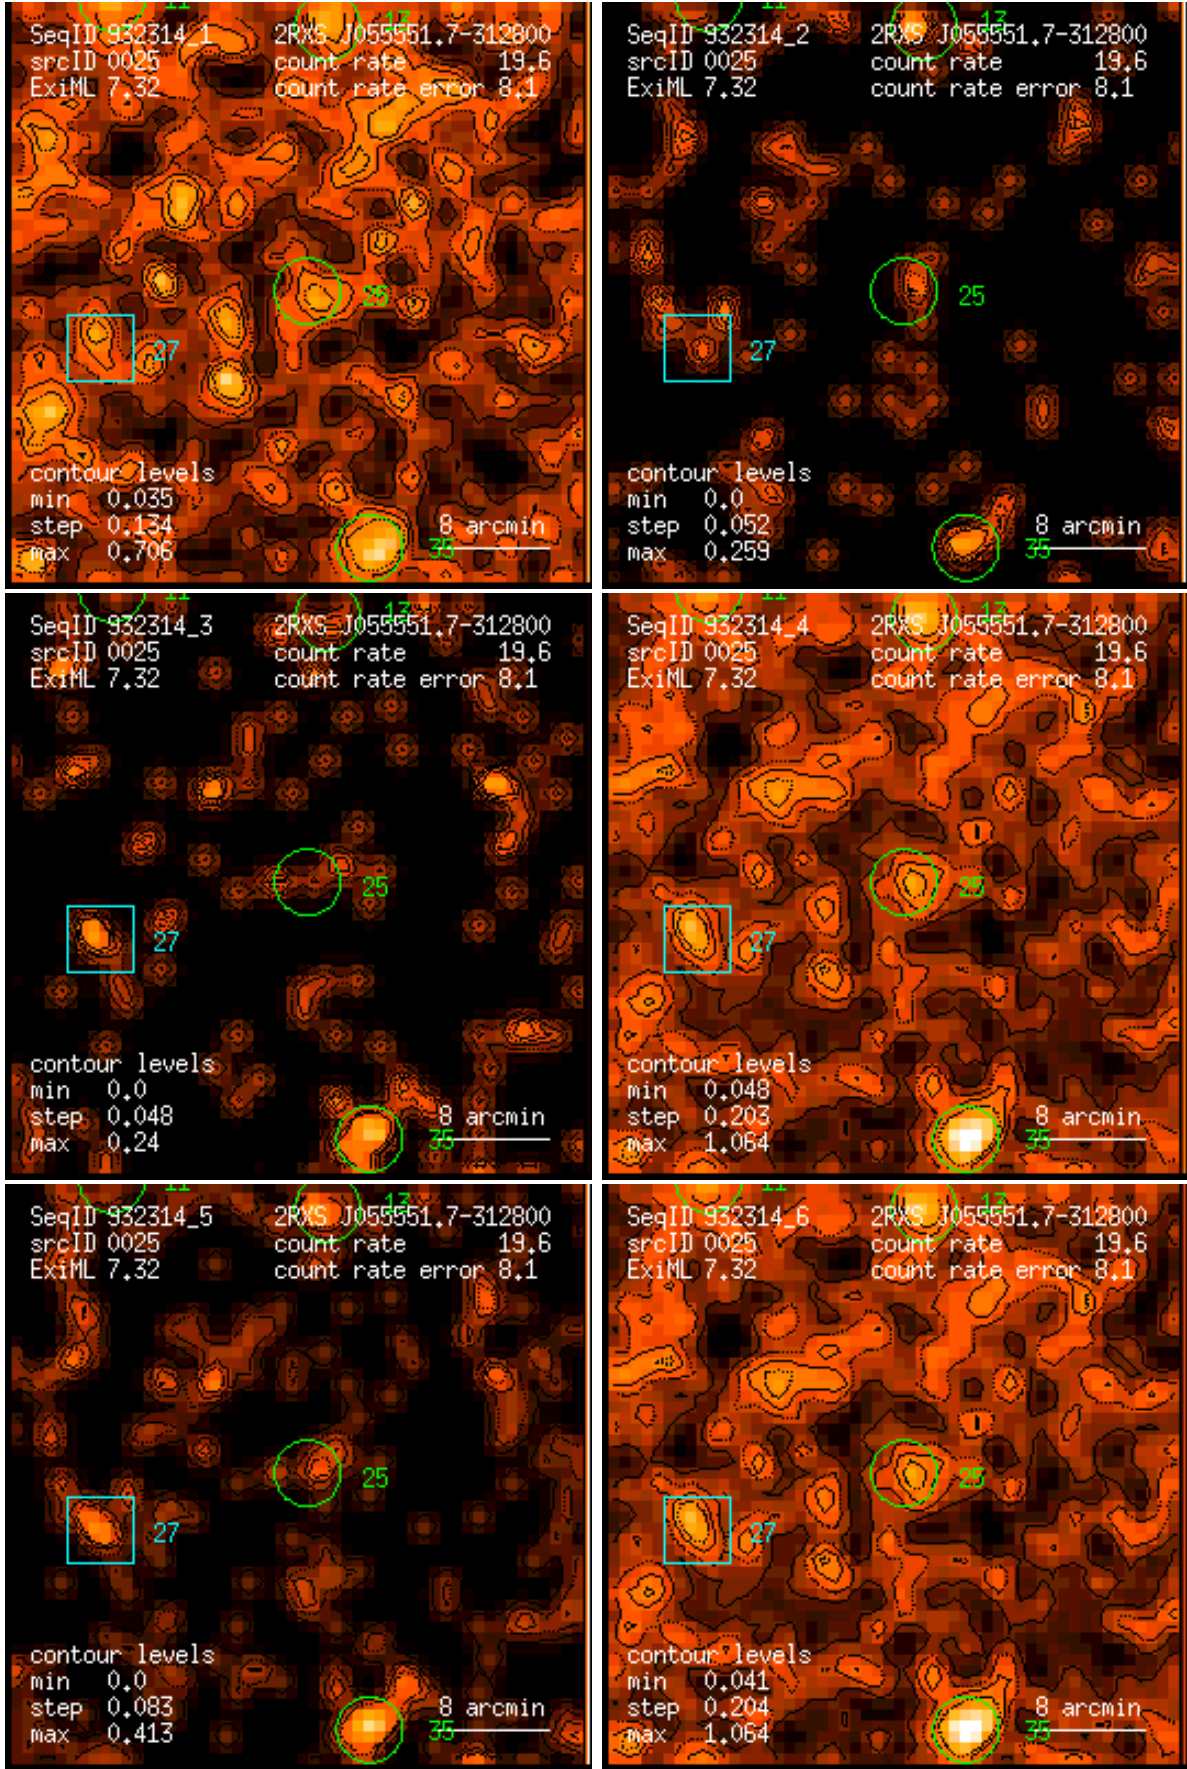 11 13
SeqID 932314_1 2RXS J055551.7-312800
srcID 0025 count rate 19.6
ExiML 7.32 count rate error 8.1
25
27
contour levels
min 0.035
step 0.134 8 arcmin
max 0.706 35
13
SeqID 932314_2 2RXS J055551.7-312800
srcID 0025 count rate 19.6
ExiML 7.32 count rate error 8.1
25
27
contour levels
min 0.0
step 0.052 8 arcmin
max 0.259 35
11 13
SeqID 932314_3 2RXS J055551.7-312800
srcID 0025 count rate 19.6
ExiML 7.32 count rate error 8.1
25
27
contour levels
min 0.0
step 0.048 8 arcmin
max 0.24 35
11 13
SeqID 932314_4 2RXS J055551.7-312800
srcID 0025 count rate 19.6
ExiML 7.32 count rate error 8.1
25
27
contour levels
min 0.048
step 0.203 8 arcmin
max 1.064 35
11 13
SeqID 932314_5 2RXS J055551.7-312800
srcID 0025 count rate 19.6
ExiML 7.32 count rate error 8.1
25
27
contour levels
min 0.0
step 0.083 8 arcmin
max 0.413 35
11 13
SeqID 932314_6 2RXS J055551.7-312800
srcID 0025 count rate 19.6
ExiML 7.32 count rate error 8.1
25
27
contour levels
min 0.041
step 0.204 8 arcmin
max 1.064 35